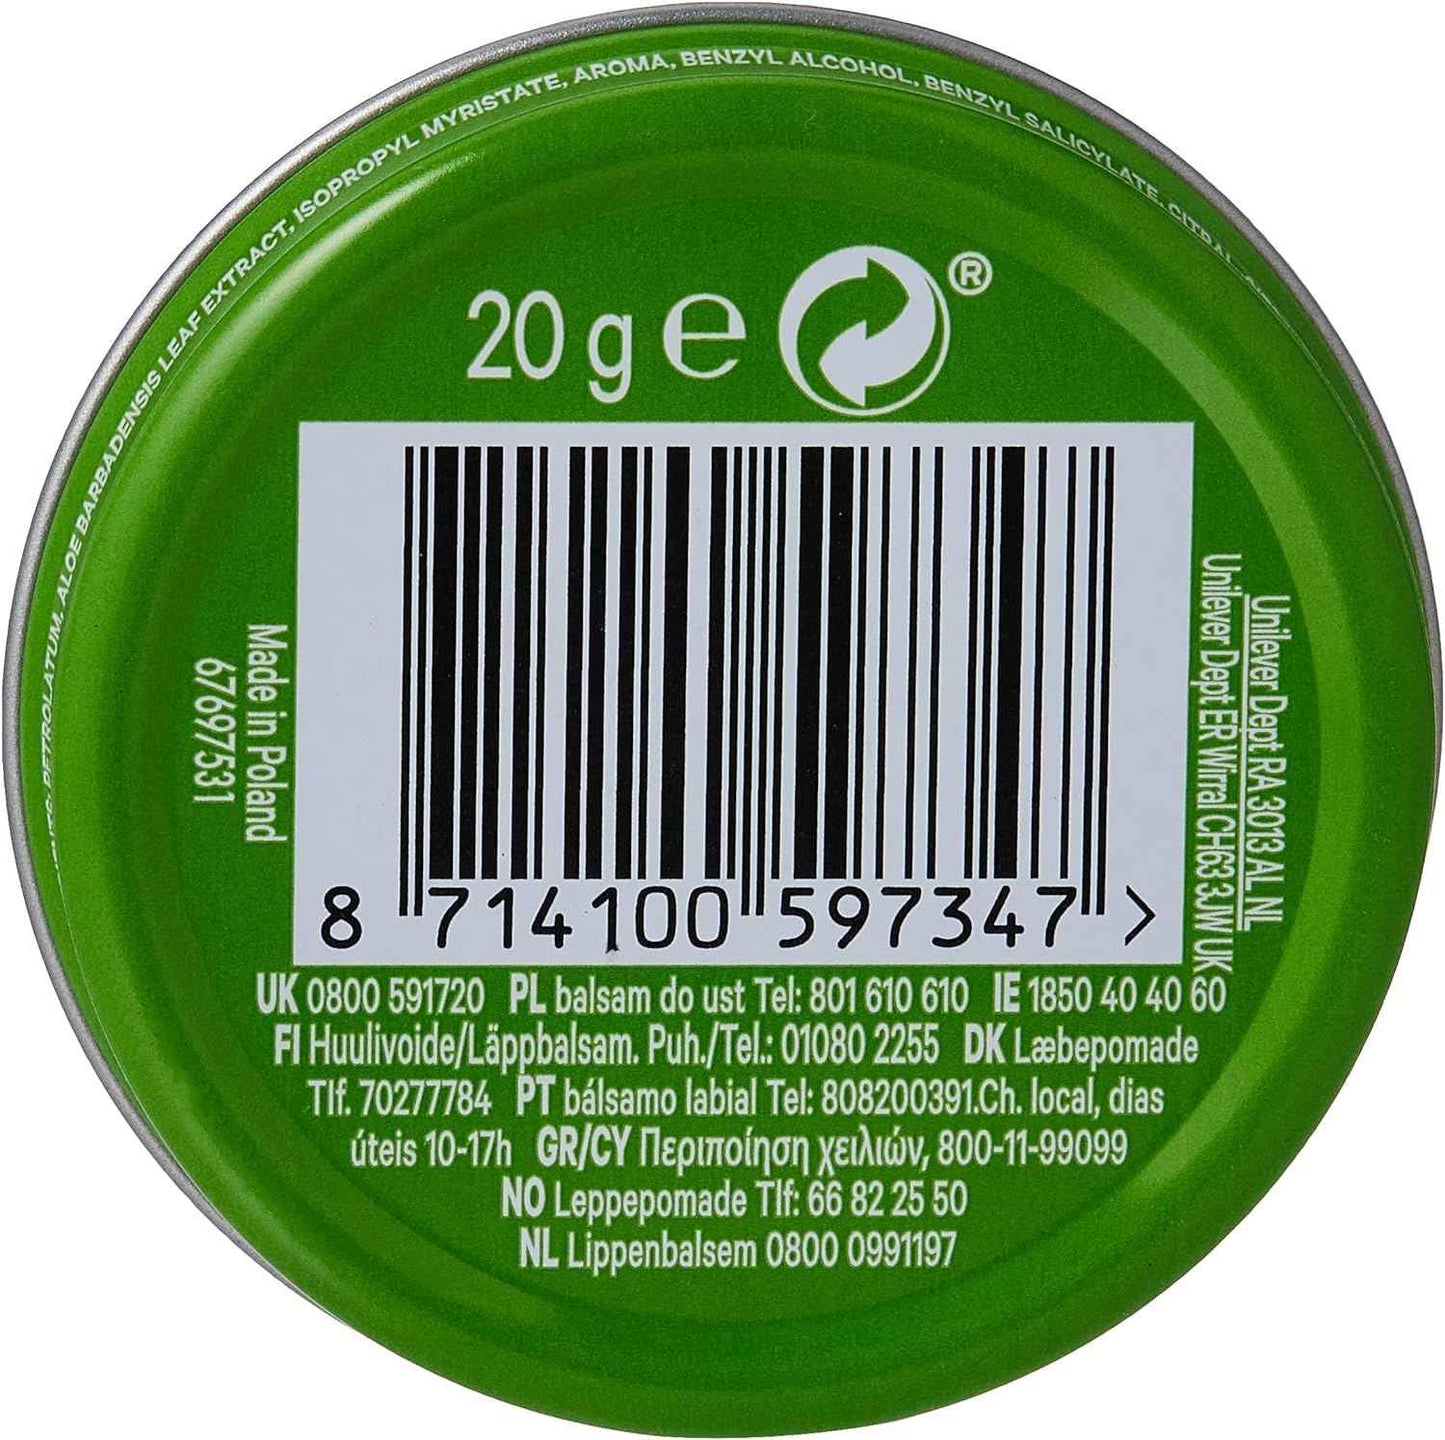 PETROLATUM, ALOE BARBADENSIS LEAF EXTRACT, ISOPROPYL MYRISTATE, AROMA, BENZYL ALCOHOL, BENZYL SALICYLATE, CITRAL
20 g e ®
Made in Poland
67697531
8 714100 597347 >
Unilever Dept RA 3013 AL NL
Unilever Dept ER Wirral CH63 3JW UK
UK 0800 591720 PL balsam do ust Tel: 801 610 610 IE 1850 40 40 60
FI Huulivoide/Läppbalsam. Puh./Tel.: 01080 2255 DK Læbepomade
Tlf. 70277784 PT bálsamo labial Tel: 808200391.Ch. local, dias
úteis 10-17h GR/CY Περιποίηση χειλιών, 800-11-99099
NO Leppepomade Tlf: 66 82 25 50
NL Lippenbalsem 0800 0991197